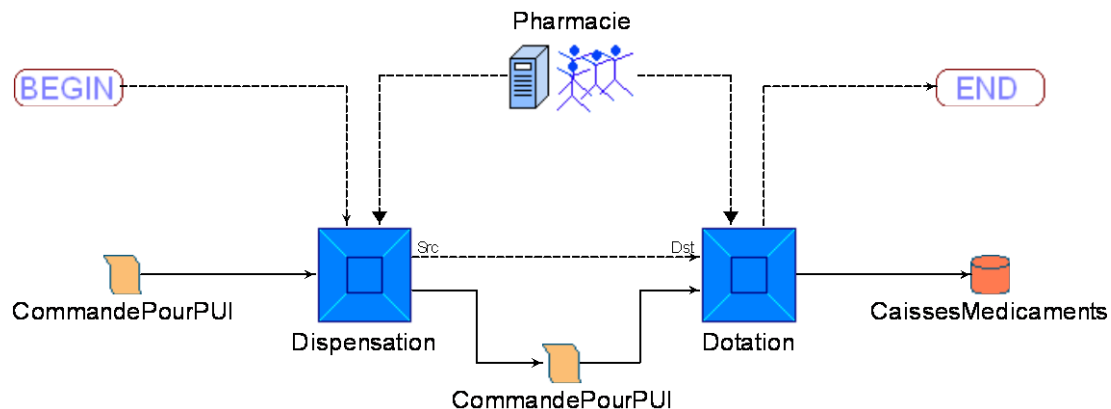 Pharmacie
BEGIN
END
Src
Dst
CommandePourPUI
CaissesMedicaments
Dispensation
Dotation
CommandePourPUI